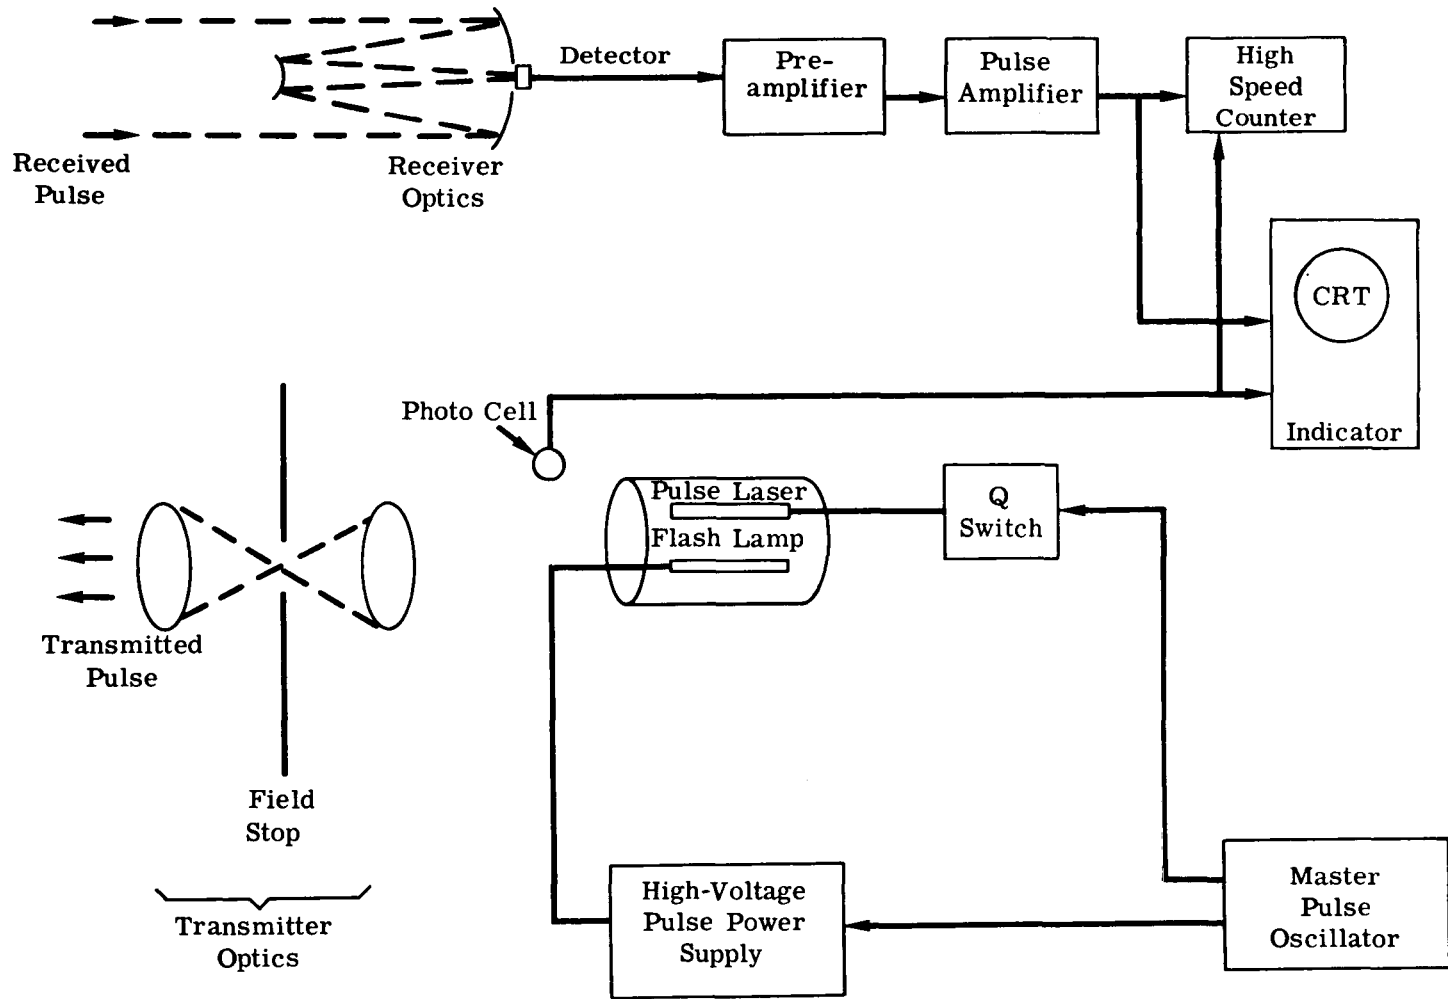 Received
Pulse
Receiver
Optics
Detector
Pre-
amplifier
Pulse
Amplifier
High
Speed
Counter
CRT
Indicator
Photo Cell
Pulse Laser
Flash Lamp
Q
Switch
Transmitted
Pulse
Field
Stop
Transmitter
Optics
High-Voltage
Pulse Power
Supply
Master
Pulse
Oscillator